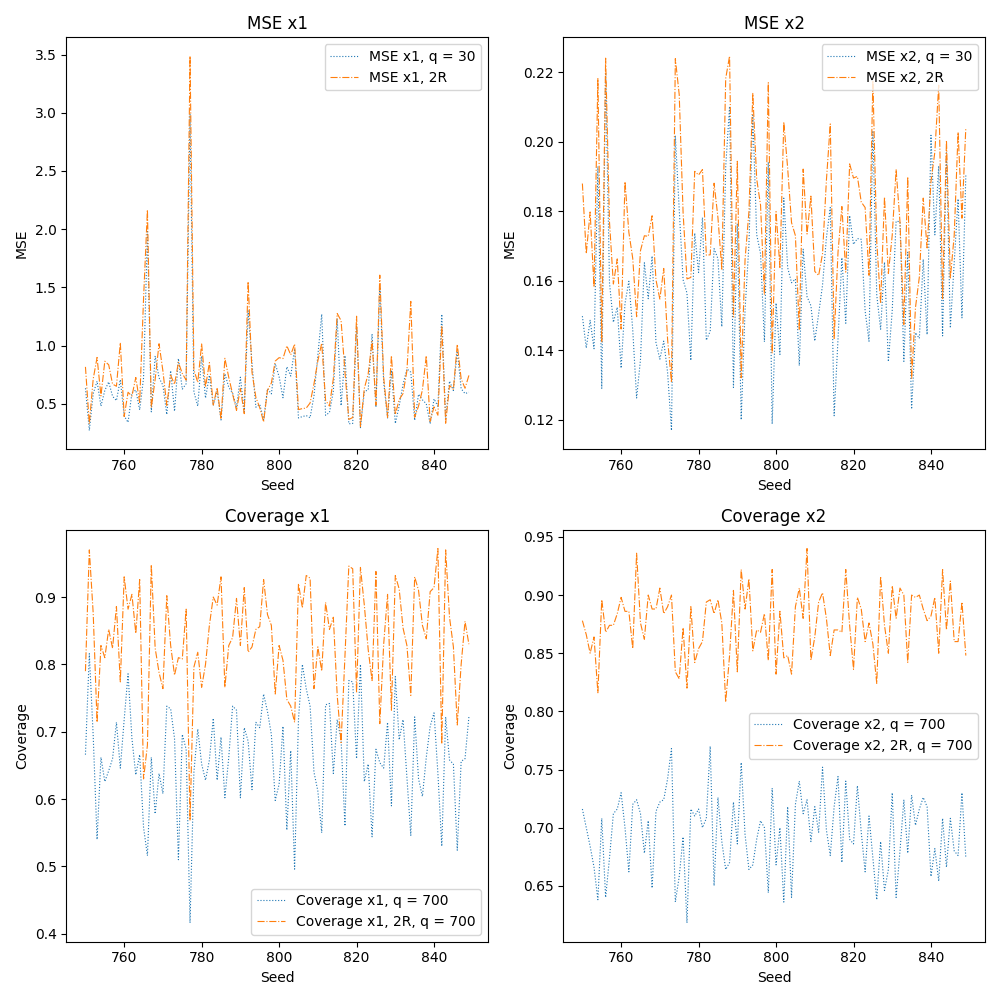 MSE x1
MSE x1, q = 30
MSE x1, 2R
MSE
3.5
3.0
2.5
2.0
1.5
1.0
0.5
760 780 800 820 840
Seed
MSE x2
MSE x2, q = 30
MSE x2, 2R
MSE
0.22
0.20
0.18
0.16
0.14
0.12
760 780 800 820 840
Seed
Coverage x1
Coverage
0.9
0.8
0.7
0.6
0.5
0.4
Coverage x1, q = 700
Coverage x1, 2R, q = 700
760 780 800 820 840
Seed
Coverage x2
Coverage
0.95
0.90
0.85
0.80
0.75
0.70
0.65
Coverage x2, q = 700
Coverage x2, 2R, q = 700
760 780 800 820 840
Seed